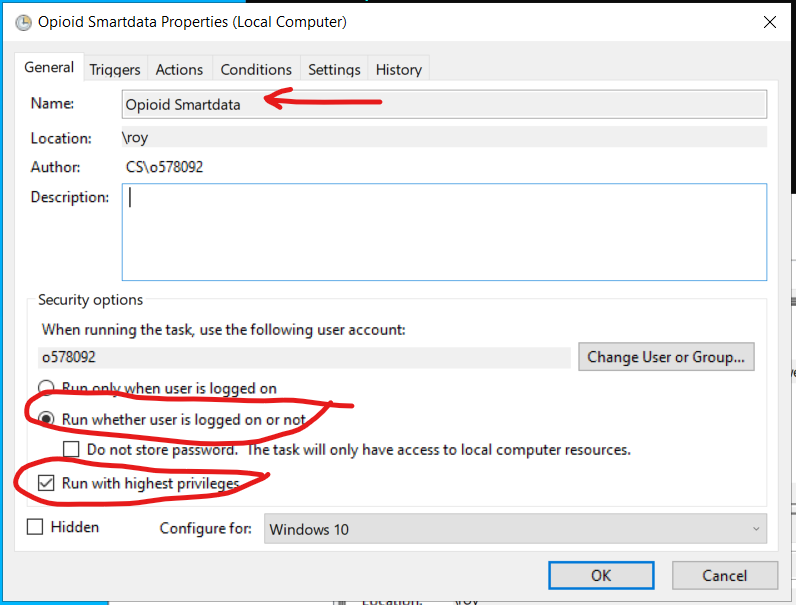 Opioid Smartdata Properties (Local Computer)
General Triggers Actions Conditions Settings History
Name: Opioid Smartdata
Location: \roy
Author: CS\o578092
Description:
Security options
When running the task, use the following user account:
o578092 Change User or Group...
Run only when user is logged on
Run whether user is logged on or not
Do not store password. The task will only have access to local computer resources.
Run with highest privileges
Hidden Configure for: Windows 10
OK Cancel
Location: \roy